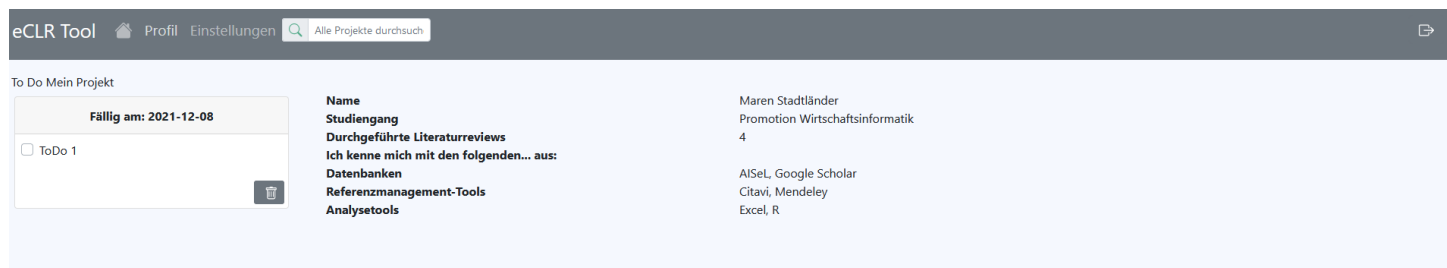 eCLR Tool Profil Einstellungen Alle Projekte durchsuch
To Do Mein Projekt
Fällig am: 2021-12-08
ToDo 1
Name Maren Stadtländer
Studiengang Promotion Wirtschaftsinformatik
Durchgeführte Literaturreviews 4
Ich kenne mich mit den folgenden... aus:
Datenbanken AISeL, Google Scholar
Referenzmanagement-Tools Citavi, Mendeley
Analysetools Excel, R